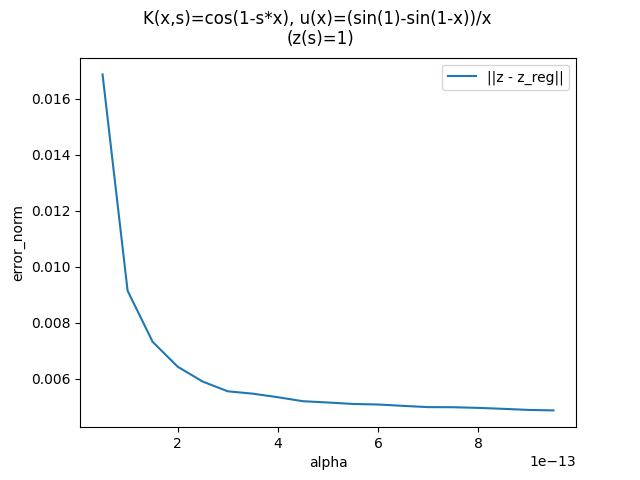 K(x,s)=cos(1-s*x), u(x)=(sin(1)-sin(1-x))/x
(z(s)=1)
||z - z_reg||
0.016
0.014
0.012
0.010
0.008
0.006
error_norm
2 4 6 8
alpha
1e−13